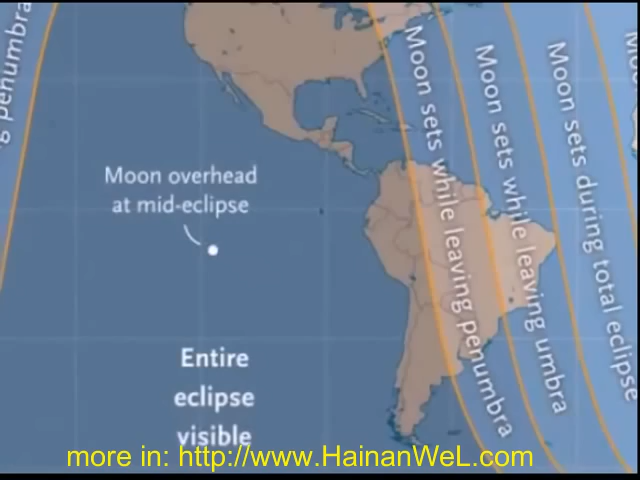 g penumbra
Moon overhead
at mid-eclipse
Entire
eclipse
visible
Moon sets while leaving penumbra
Moon sets while leaving umbra
Moon sets during total eclipse
more in: http://www.HainanWeL.com